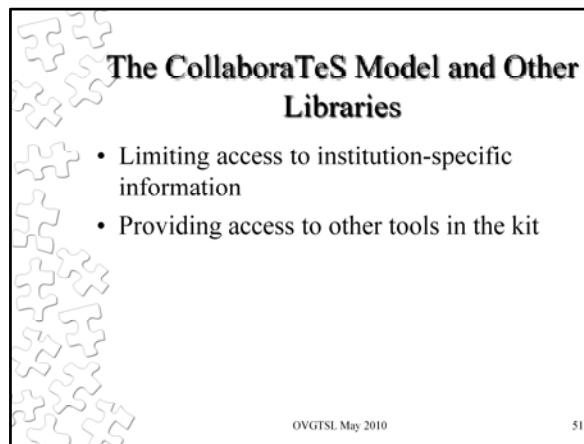 The CollaboraTeS Model and Other
Libraries
• Limiting access to institution-specific
information
• Providing access to other tools in the kit
OVGTSL May 2010
51